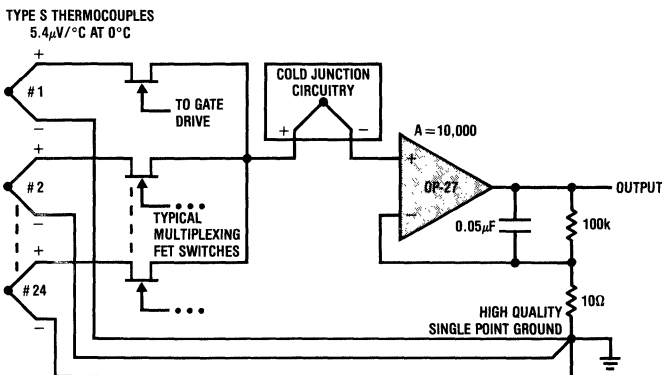 TYPE S THERMOCOUPLES
5.4μV/°C AT 0°C
+
#1
−
TO GATE
DRIVE
COLD JUNCTION
CIRCUITRY
+
−
A = 10,000
+
OP-27
−
OUTPUT
+
#2
−
TYPICAL
MULTIPLEXING
FET SWITCHES
0.05μF
100k
+
#24
−
10Ω
HIGH QUALITY
SINGLE POINT GROUND